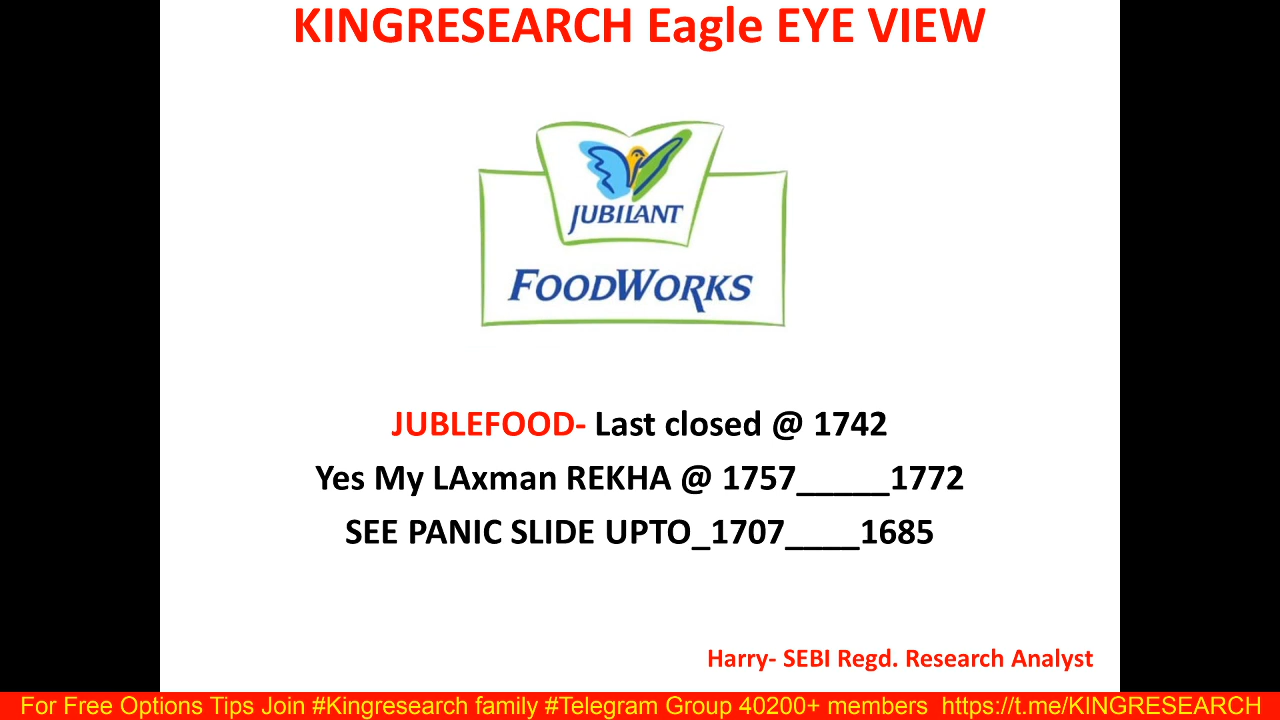 KINGRESEARCH Eagle EYE VIEW
JUBILANT
FOODWORKS
JUBLEFOOD- Last closed @ 1742
Yes My LAxman REKHA @ 1757_____1772
SEE PANIC SLIDE UPTO_1707____1685
Harry- SEBI Regd. Research Analyst
For Free Options Tips Join #Kingresearch family #Telegram Group 40200+ members https://t.me/KINGRESEARCH